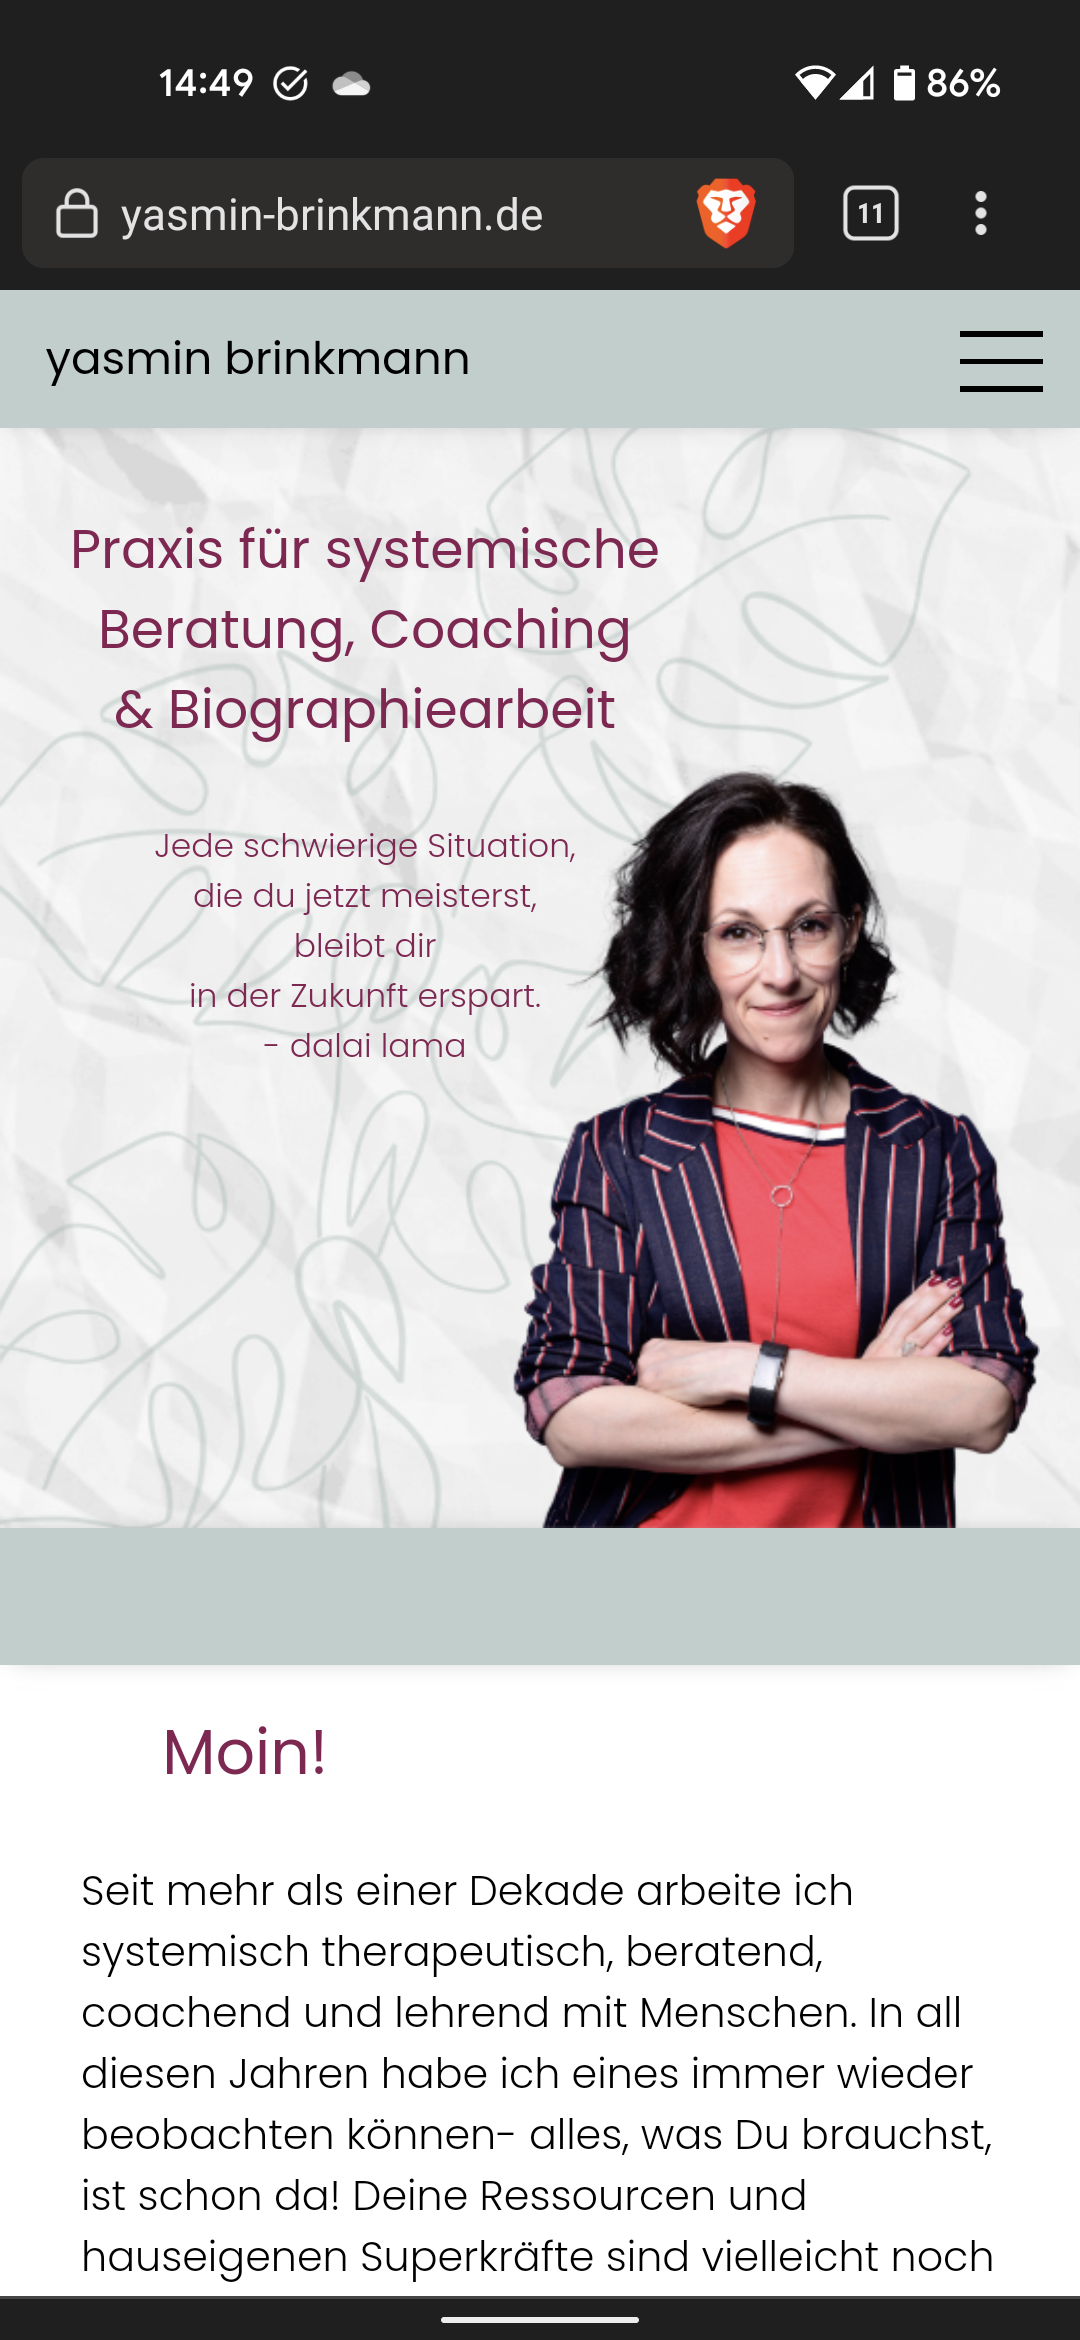 14:49
86%
yasmin-brinkmann.de
11
yasmin brinkmann
Praxis für systemische
Beratung, Coaching
& Biographiearbeit
Jede schwierige Situation,
die du jetzt meisterst,
bleibt dir
in der Zukunft erspart.
- dalai lama
Moin!
Seit mehr als einer Dekade arbeite ich
systemisch therapeutisch, beratend,
coachend und lehrend mit Menschen. In all
diesen Jahren habe ich eines immer wieder
beobachten können- alles, was Du brauchst,
ist schon da! Deine Ressourcen und
hauseigenen Superkräfte sind vielleicht noch